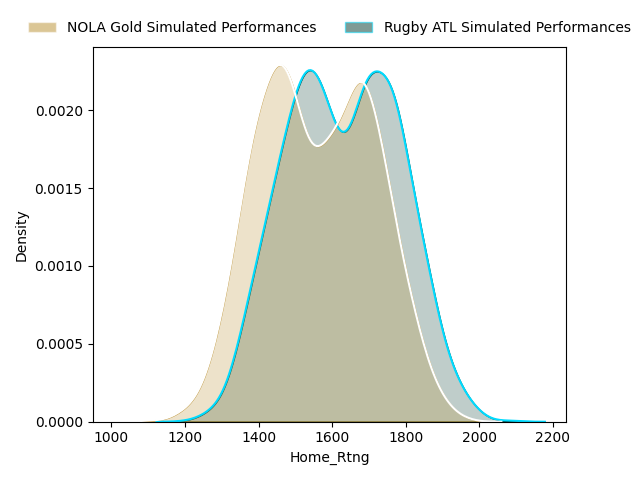 NOLA Gold Simulated Performances Rugby ATL Simulated Performances
0.0020
0.0015
0.0010
0.0005
0.0000
Density
1000 1200 1400 1600 1800 2000 2200
Home_Rtng